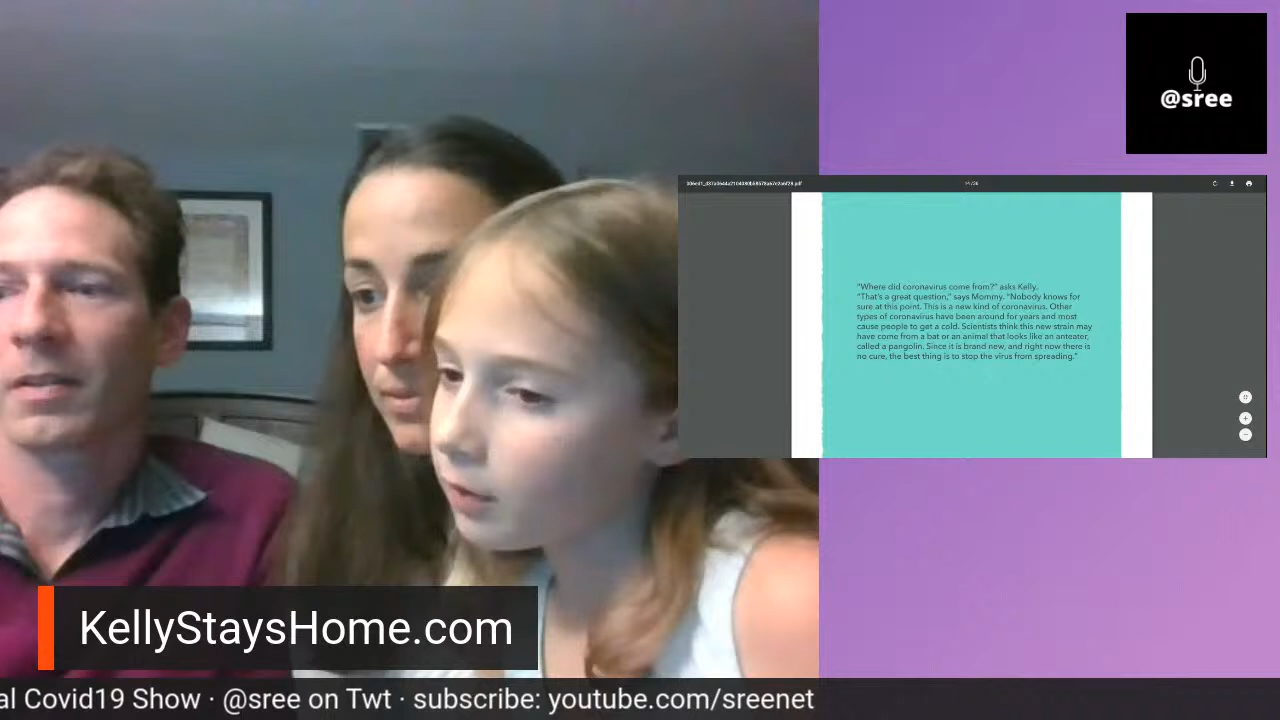 @sree
14 / 36
"Where did coronavirus come from?" asks Kelly,
"That's a great question," says Mommy. "Nobody knows for
sure at this point. This is a new kind of coronavirus. Other
types of coronavirus have been around for years and most
cause people to get a cold. Scientists think this new strain may
have come from a bat or an animal that looks like an anteater,
called a pangolin. Since it is brand new, and right now there is
no cure, the best thing is to stop the virus from spreading."
KellyStaysHome.com
al Covid19 Show · @sree on Twt · subscribe: youtube.com/sreenet